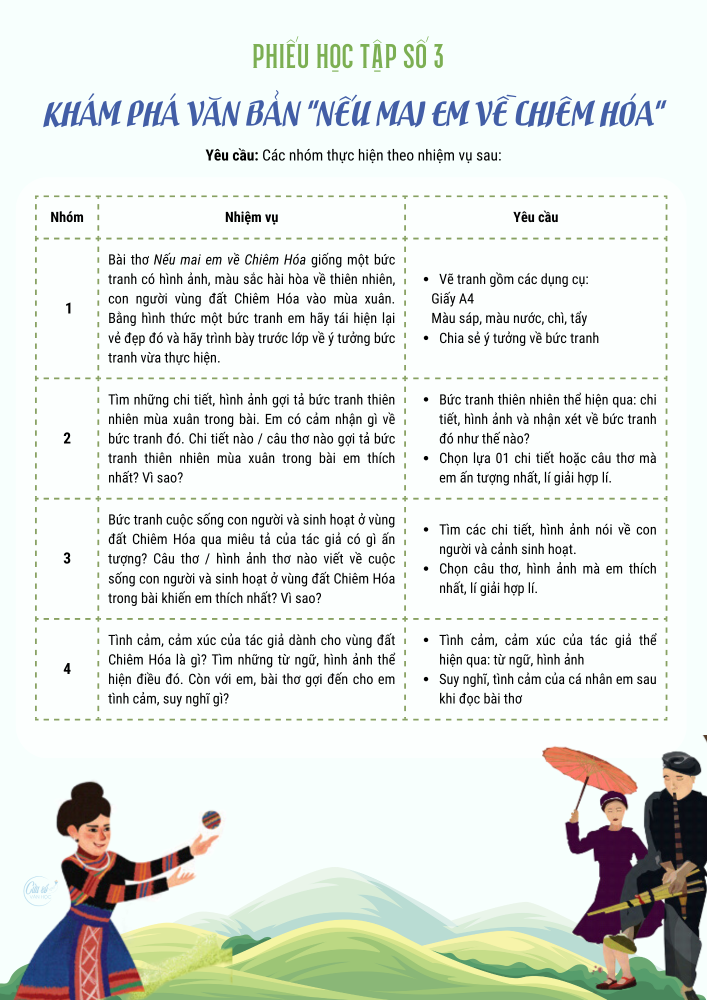 PHIẾU HỌC TẬP SỐ 3
KHÁM PHÁ VĂN BẢN "NẾU MAI EM VỀ CHIÊM HÓA"
Yêu cầu: Các nhóm thực hiện theo nhiệm vụ sau:
Nhóm
Nhiệm vụ
Yêu cầu
1
Bài thơ Nếu mai em về Chiêm Hóa giống một bức
tranh có hình ảnh, màu sắc hài hòa về thiên nhiên,
con người vùng đất Chiêm Hóa vào mùa xuân.
Bằng hình thức một bức tranh em hãy tái hiện lại
vẻ đẹp đó và hãy trình bày trước lớp về ý tưởng bức
tranh vừa thực hiện.
• Vẽ tranh gồm các dụng cụ:
Giấy A4
Màu sáp, màu nước, chì, tẩy
• Chia sẻ ý tưởng về bức tranh
2
Tìm những chi tiết, hình ảnh gợi tả bức tranh thiên
nhiên mùa xuân trong bài. Em có cảm nhận gì về
bức tranh đó. Chi tiết nào / câu thơ nào gợi tả bức
tranh thiên nhiên mùa xuân trong bài em thích
nhất? Vì sao?
• Bức tranh thiên nhiên thể hiện qua: chi
tiết, hình ảnh và nhận xét về bức tranh
đó như thế nào?
• Chọn lựa 01 chi tiết hoặc câu thơ mà
em ấn tượng nhất, lí giải hợp lí.
3
Bức tranh cuộc sống con người và sinh hoạt ở vùng
đất Chiêm Hóa qua miêu tả của tác giả có gì ấn
tượng? Câu thơ / hình ảnh thơ nào viết về cuộc
sống con người và sinh hoạt ở vùng đất Chiêm Hóa
trong bài khiến em thích nhất? Vì sao?
• Tìm các chi tiết, hình ảnh nói về con
người và cảnh sinh hoạt.
• Chọn câu thơ, hình ảnh mà em thích
nhất, lí giải hợp lí.
4
Tình cảm, cảm xúc của tác giả dành cho vùng đất
Chiêm Hóa là gì? Tìm những từ ngữ, hình ảnh thể
hiện điều đó. Còn với em, bài thơ gợi đến cho em
tình cảm, suy nghĩ gì?
• Tình cảm, cảm xúc của tác giả thể
hiện qua: từ ngữ, hình ảnh
• Suy nghĩ, tình cảm của cá nhân em sau
khi đọc bài thơ
Cửa sổ
VĂN HỌC